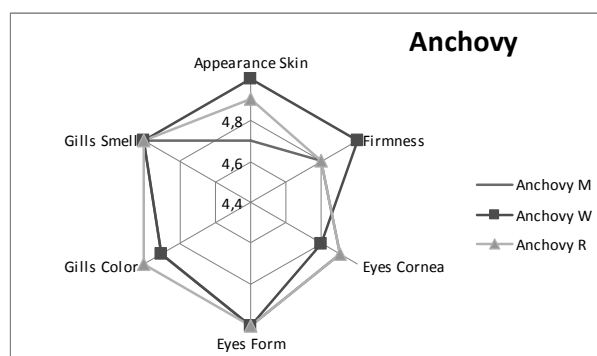 Anchovy
Appearance Skin
4,8
Gills Smell
Firmness
4,6
4,4
Anchovy M
Anchovy W
Anchovy R
Gills Color
Eyes Cornea
Eyes Form